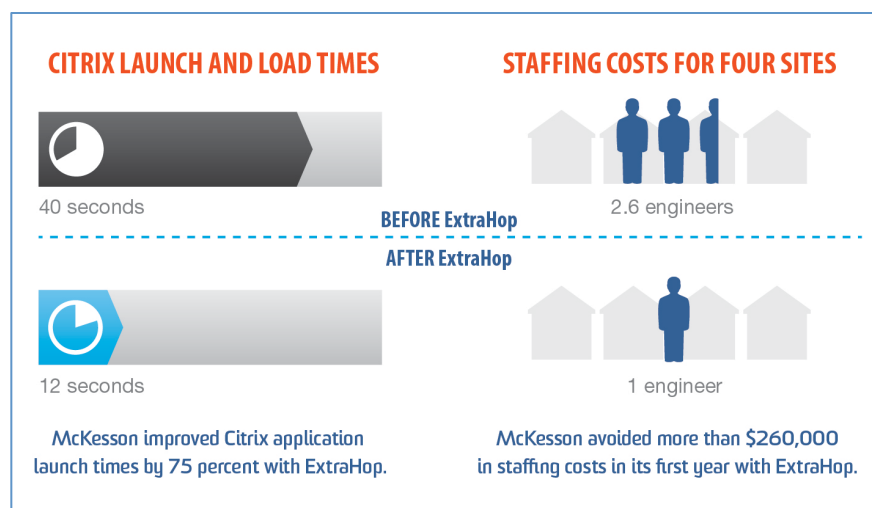 CITRIX LAUNCH AND LOAD TIMES
STAFFING COSTS FOR FOUR SITES
40 seconds
2.6 engineers
BEFORE ExtraHop
AFTER ExtraHop
12 seconds
1 engineer
McKesson improved Citrix application
launch times by 75 percent with ExtraHop.
McKesson avoided more than $260,000
in staffing costs in its first year with ExtraHop.